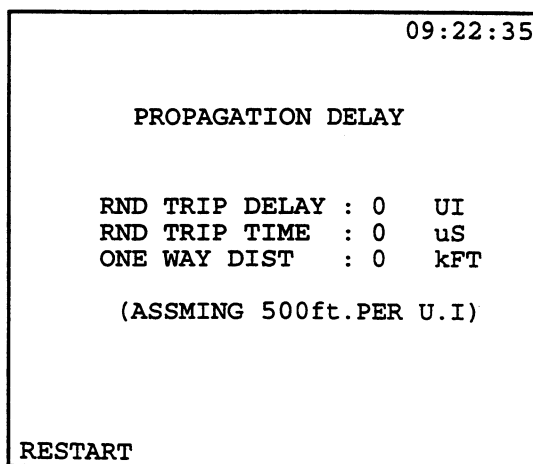 09:22:35
PROPAGATION DELAY
RND TRIP DELAY : 0 UI
RND TRIP TIME : 0 uS
ONE WAY DIST : 0 kFT
(ASSMING 500ft.PER U.I)
RESTART